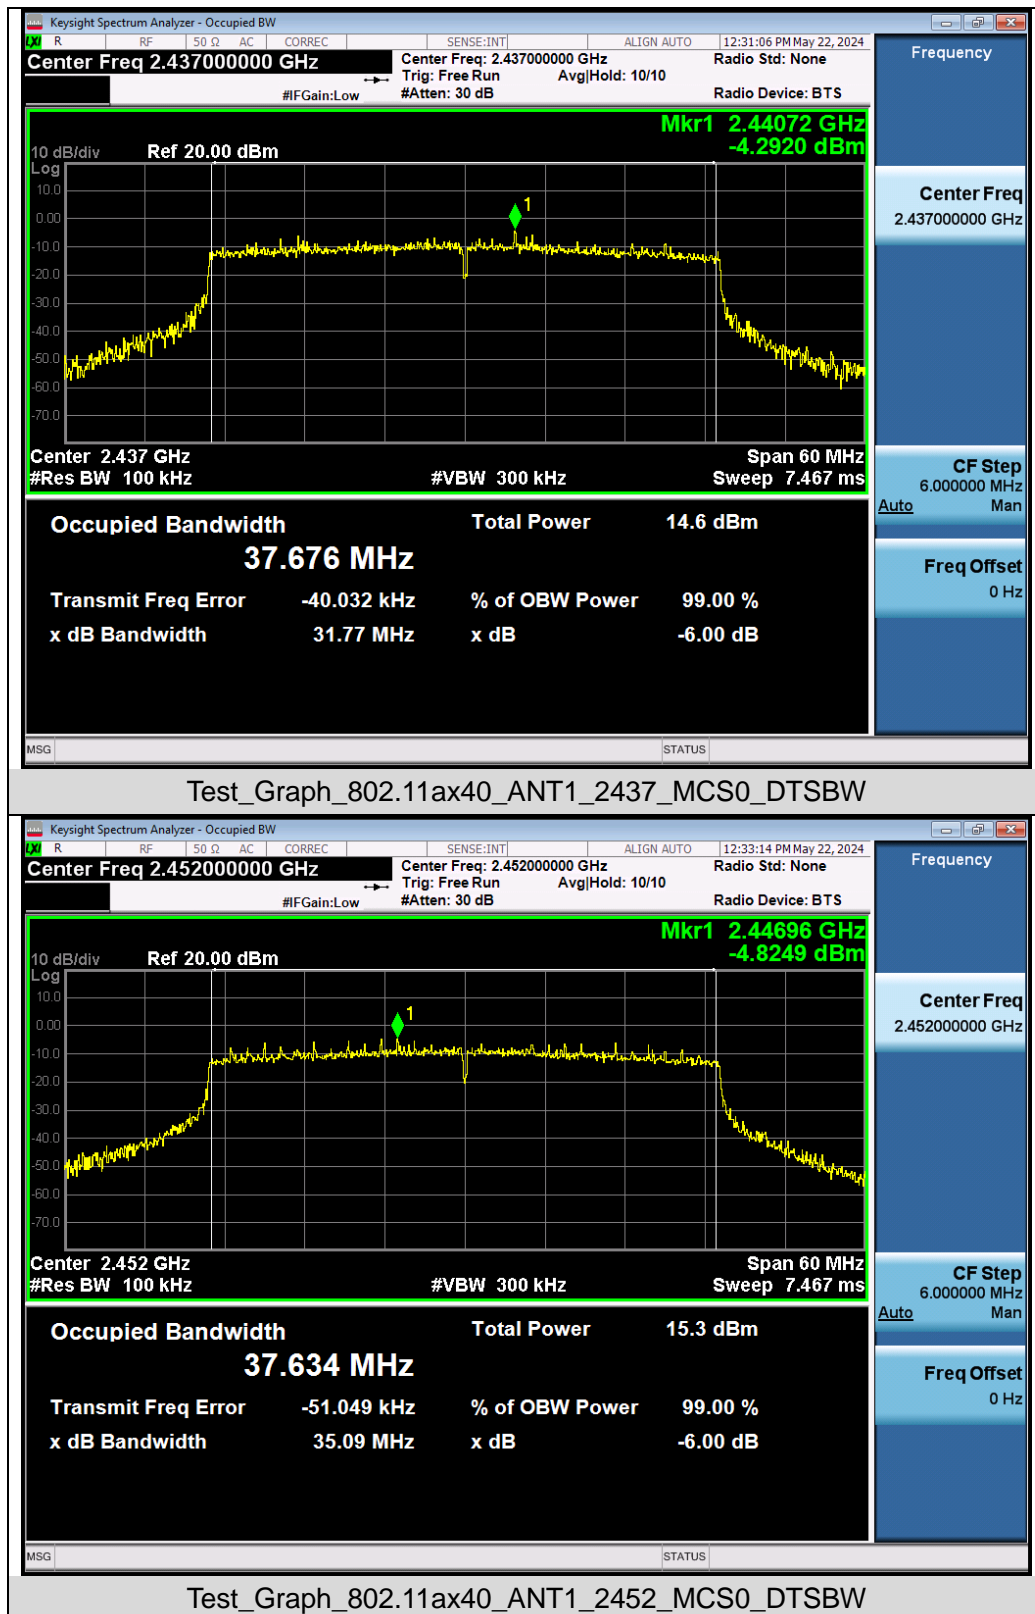 Keysight Spectrum Analyzer - Occupied BW
LXI R RF 50 Ω AC CORREC SENSE:INT ALIGN AUTO 12:31:06 PM May 22, 2024
Center Freq 2.437000000 GHz Center Freq: 2.437000000 GHz Radio Std: None
Trig: Free Run Avg|Hold: 10/10
#IFGain:Low #Atten: 30 dB Radio Device: BTS
Mkr1 2.44072 GHz
-4.2920 dBm
10 dB/div Ref 20.00 dBm
Log
10.0
0.00
-10.0
-20.0
-30.0
-40.0
-50.0
-60.0
-70.0
1
Center 2.437 GHz Span 60 MHz
#Res BW 100 kHz #VBW 300 kHz Sweep 7.467 ms
Occupied Bandwidth Total Power 14.6 dBm
37.676 MHz
Transmit Freq Error -40.032 kHz % of OBW Power 99.00 %
x dB Bandwidth 31.77 MHz x dB -6.00 dB
MSG STATUS
Frequency
Center Freq
2.437000000 GHz
CF Step
6.000000 MHz
Auto Man
Freq Offset
0 Hz
Test_Graph_802.11ax40_ANT1_2437_MCS0_DTSBW
Keysight Spectrum Analyzer - Occupied BW
LXI R RF 50 Ω AC CORREC SENSE:INT ALIGN AUTO 12:33:14 PM May 22, 2024
Center Freq 2.452000000 GHz Center Freq: 2.452000000 GHz Radio Std: None
Trig: Free Run Avg|Hold: 10/10
#IFGain:Low #Atten: 30 dB Radio Device: BTS
Mkr1 2.44696 GHz
-4.8249 dBm
10 dB/div Ref 20.00 dBm
Log
10.0
0.00
-10.0
-20.0
-30.0
-40.0
-50.0
-60.0
-70.0
1
Center 2.452 GHz Span 60 MHz
#Res BW 100 kHz #VBW 300 kHz Sweep 7.467 ms
Occupied Bandwidth Total Power 15.3 dBm
37.634 MHz
Transmit Freq Error -51.049 kHz % of OBW Power 99.00 %
x dB Bandwidth 35.09 MHz x dB -6.00 dB
MSG STATUS
Frequency
Center Freq
2.452000000 GHz
CF Step
6.000000 MHz
Auto Man
Freq Offset
0 Hz
Test_Graph_802.11ax40_ANT1_2452_MCS0_DTSBW